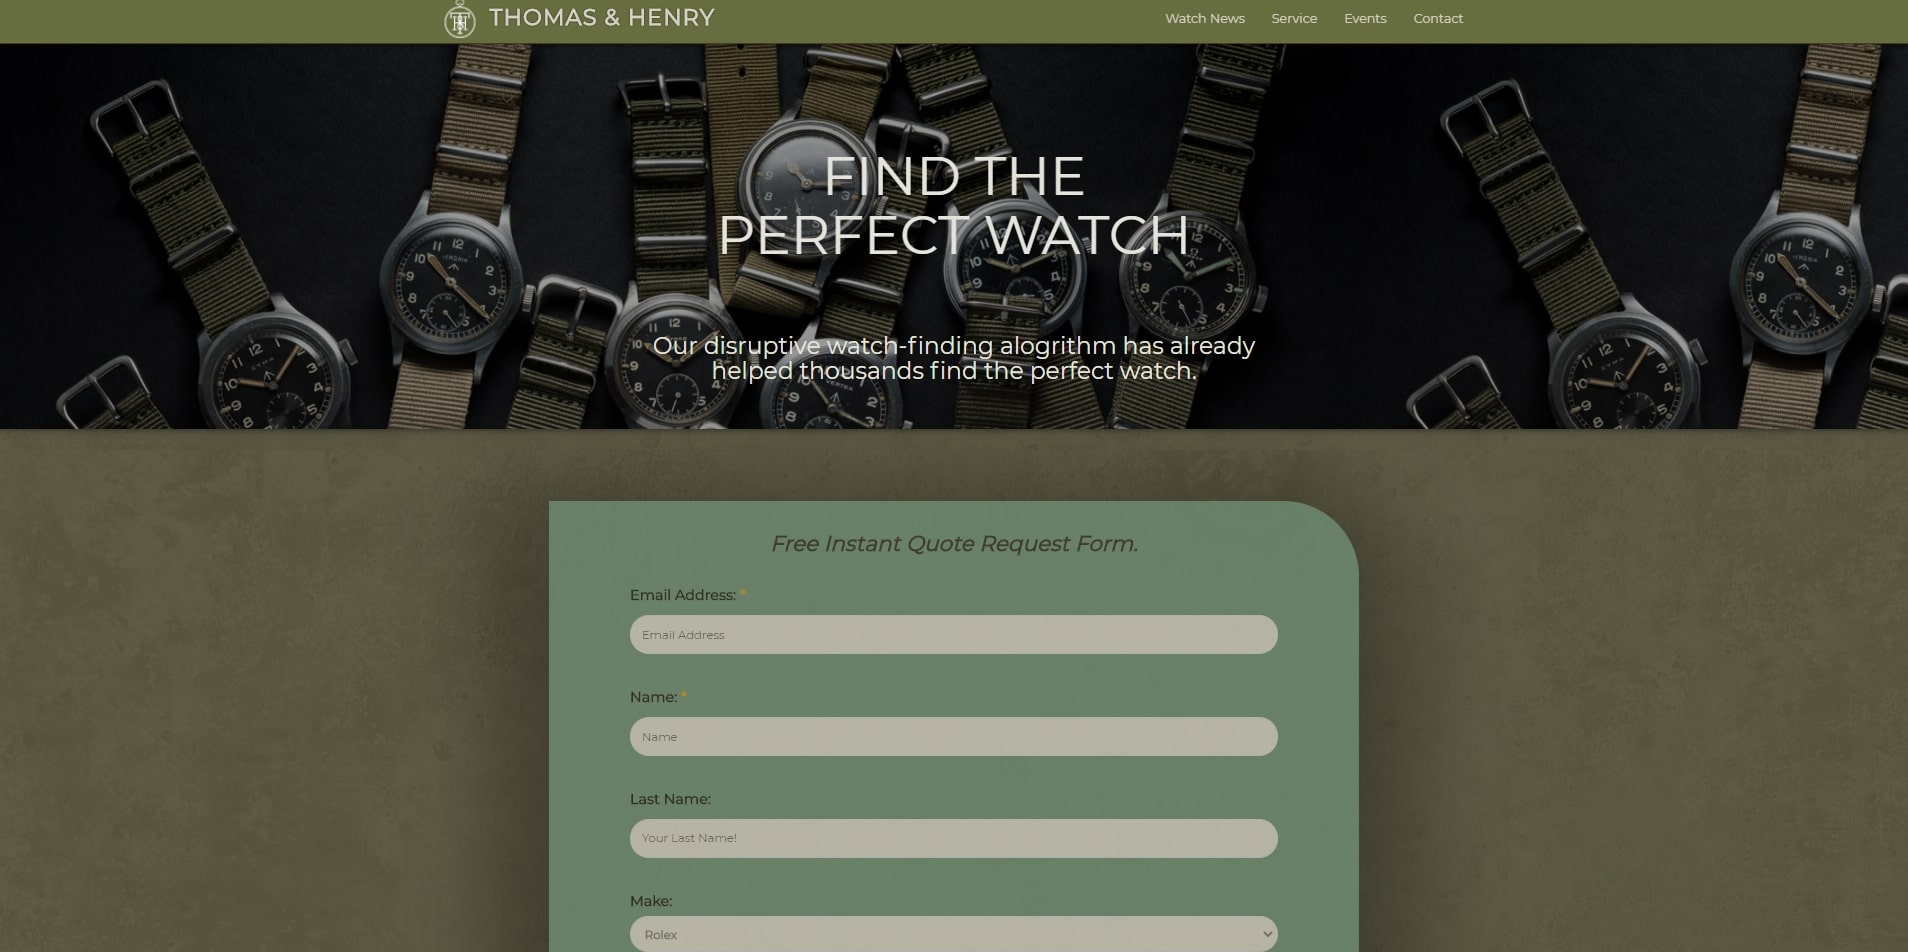 THOMAS & HENRY
Watch News Service Events Contact
FIND THE
PERFECT WATCH
Our disruptive watch-finding alogrithm has already
helped thousands find the perfect watch.
Free Instant Quote Request Form.
Email Address: *
Email Address
Name: *
Name
Last Name:
Your Last Name!
Make:
Rolex